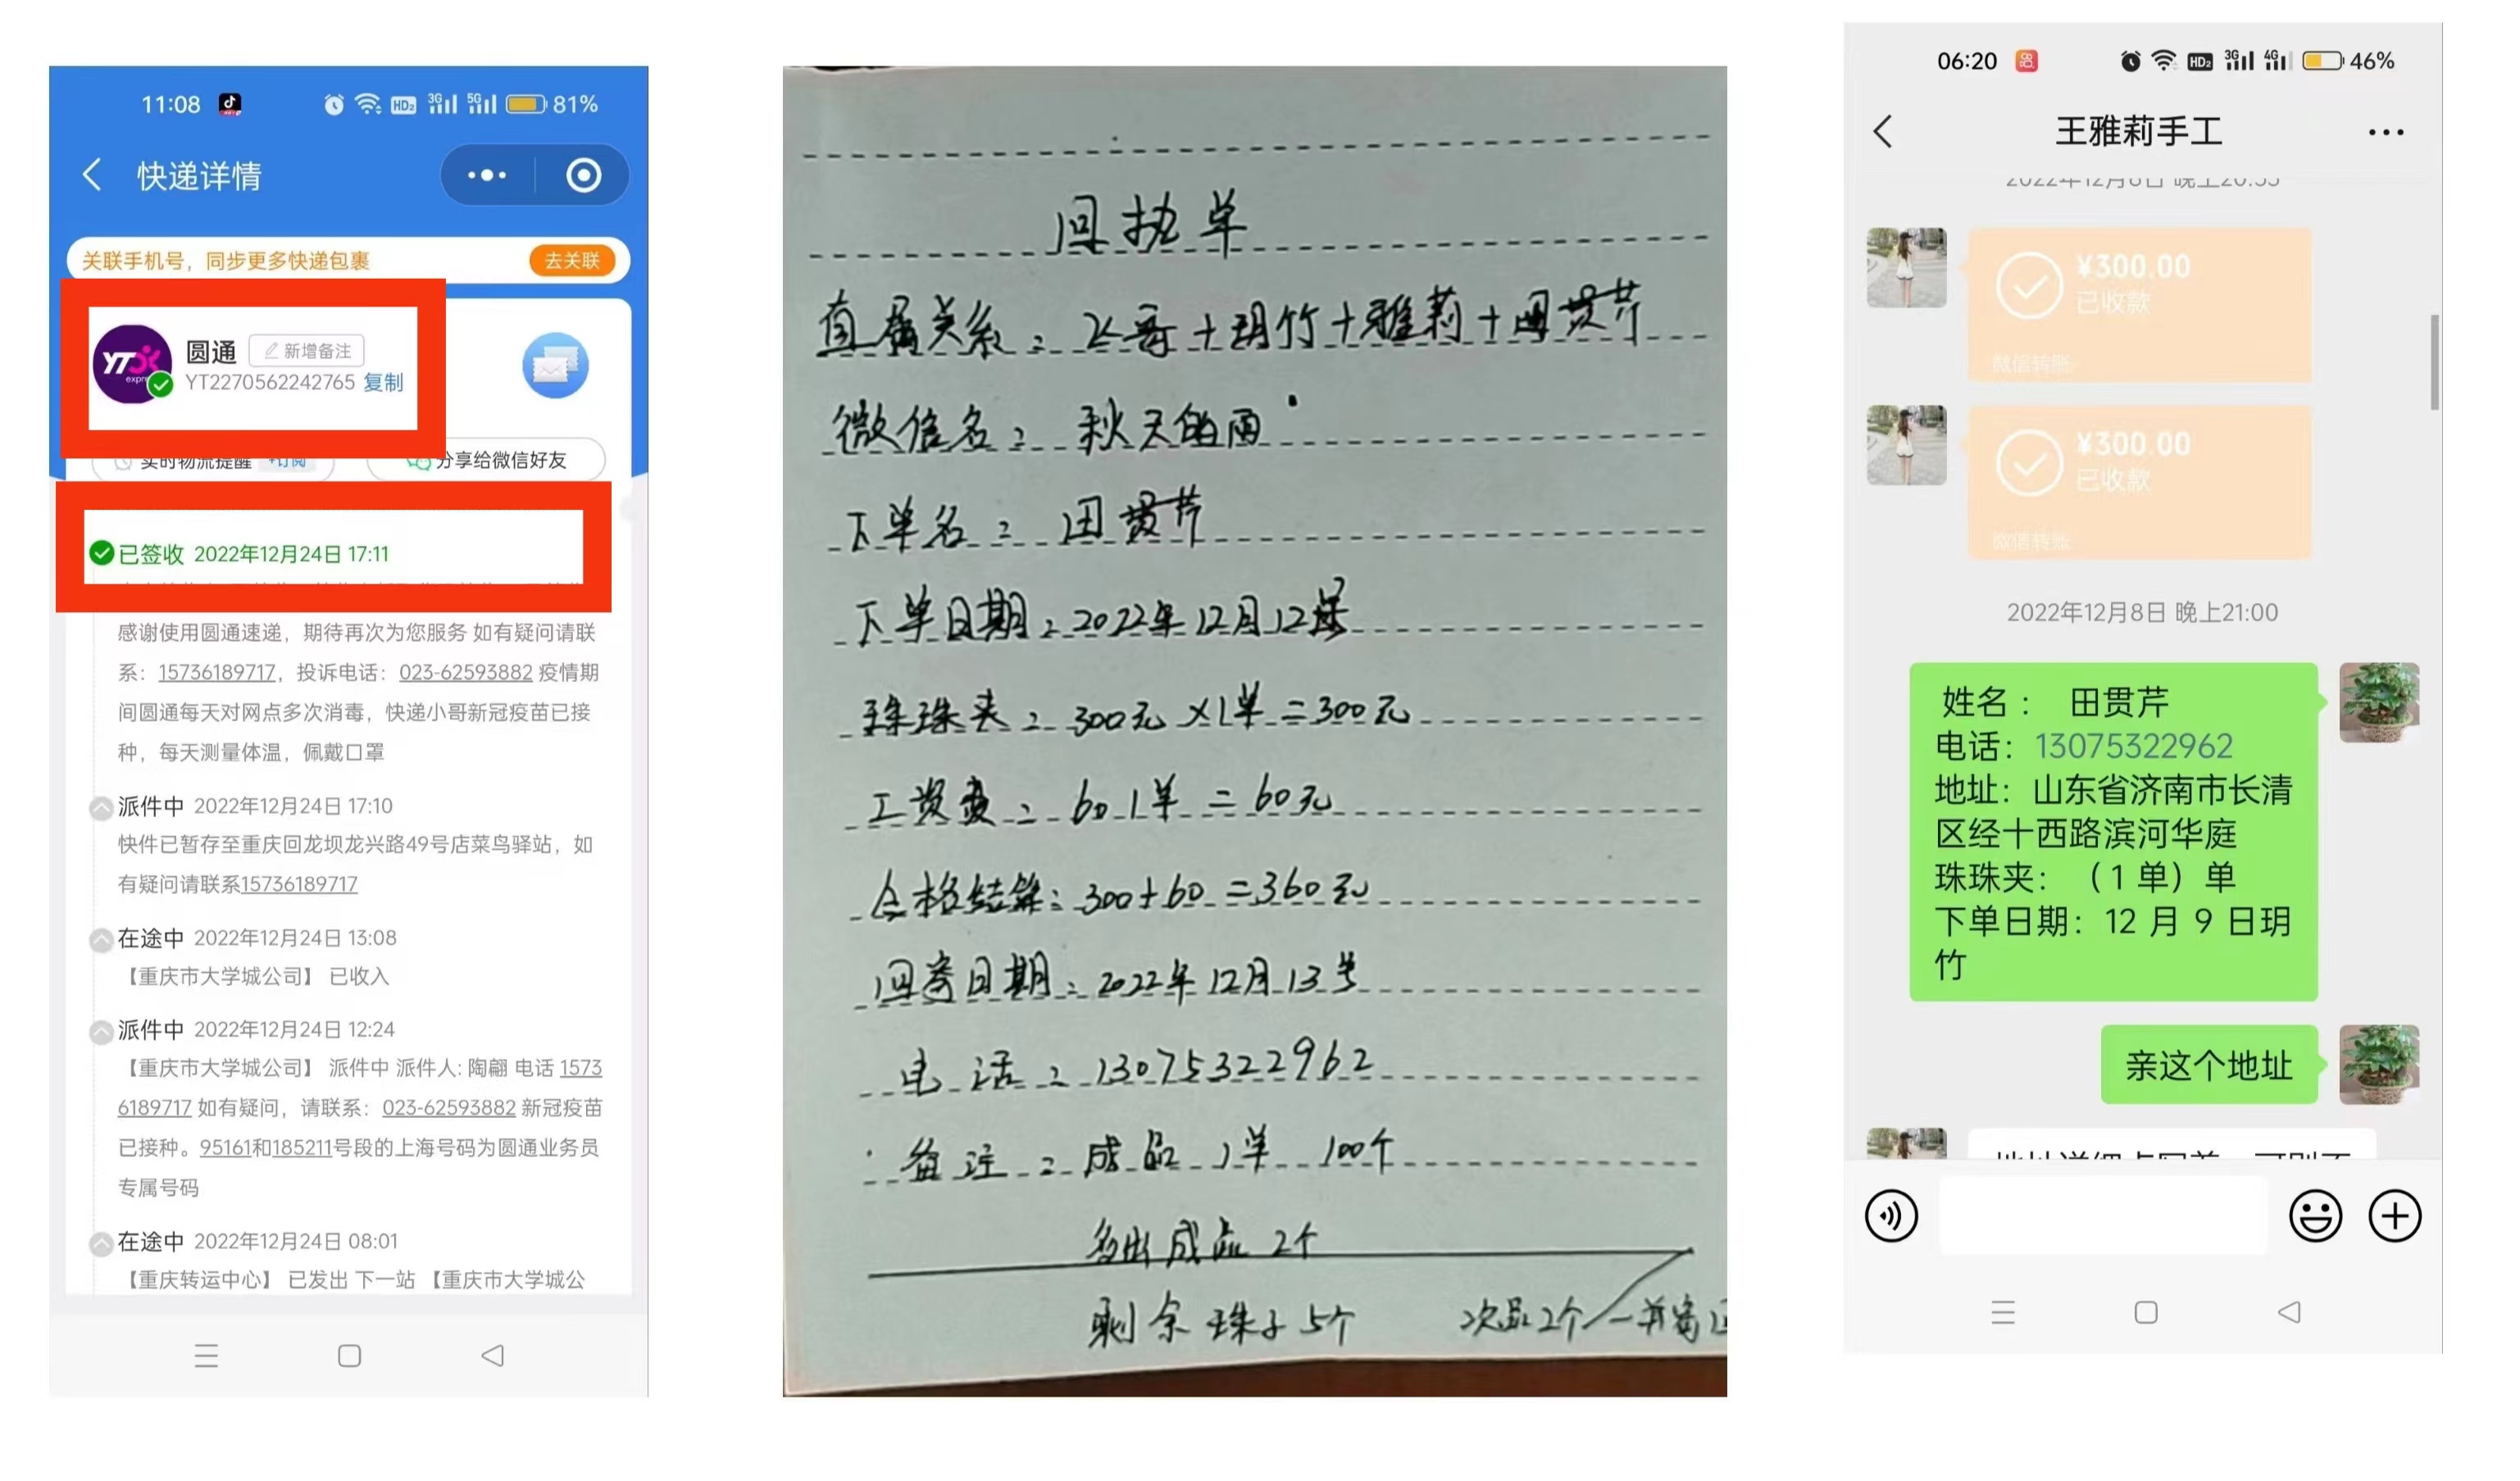 11:08
HD2 3G 5G 81%
快递详情
关联手机号，同步更多快递包裹
去关联
YTO
圆通
新增备注
YT2270562242765 复制
实时物流提醒 +订阅
分享给微信好友
已签收 2022年12月24日 17:11
感谢使用圆通速递，期待再次为您服务 如有疑问请联
系：15736189717，投诉电话：023-62593882 疫情期
间圆通每天对网点多次消毒，快递小哥新冠疫苗已接
种，每天测量体温，佩戴口罩
派件中 2022年12月24日 17:10
快件已暂存至重庆回龙坝龙兴路49号店菜鸟驿站，如
有疑问请联系15736189717
在途中 2022年12月24日 13:08
【重庆市大学城公司】 已收入
派件中 2022年12月24日 12:24
【重庆市大学城公司】 派件中 派件人: 陶翩 电话 1573
6189717 如有疑问，请联系：023-62593882 新冠疫苗
已接种。95161和185211号段的上海号码为圆通业务员
专属号码
在途中 2022年12月24日 08:01
【重庆转运中心】 已发出 下一站 【重庆市大学城公
回执单
直属关系：飞哥+玥竹+雅莉+田贯芹
微信名：秋天的雨
下单名：田贯芹
下单日期：2022年12月12号
珠珠夹：300元×1单=300元
工资费：60 1单=60元
合格结算：300+60=360元
回寄日期：2022年12月13号
电话：13075322962
备注：成品1单 100个
多出成品2个
剩余珠子5个 次品2个 一并寄回
06:20
HD2 3G 4G 46%
王雅莉手工
2022年12月8日 晚上20:55
¥300.00
已收款
微信转账
¥300.00
已收款
微信转账
2022年12月8日 晚上21:00
姓名： 田贯芹
电话：13075322962
地址：山东省济南市长清
区经十西路滨河华庭
珠珠夹：（1 单）单
下单日期：12 月 9 日玥
竹
亲这个地址